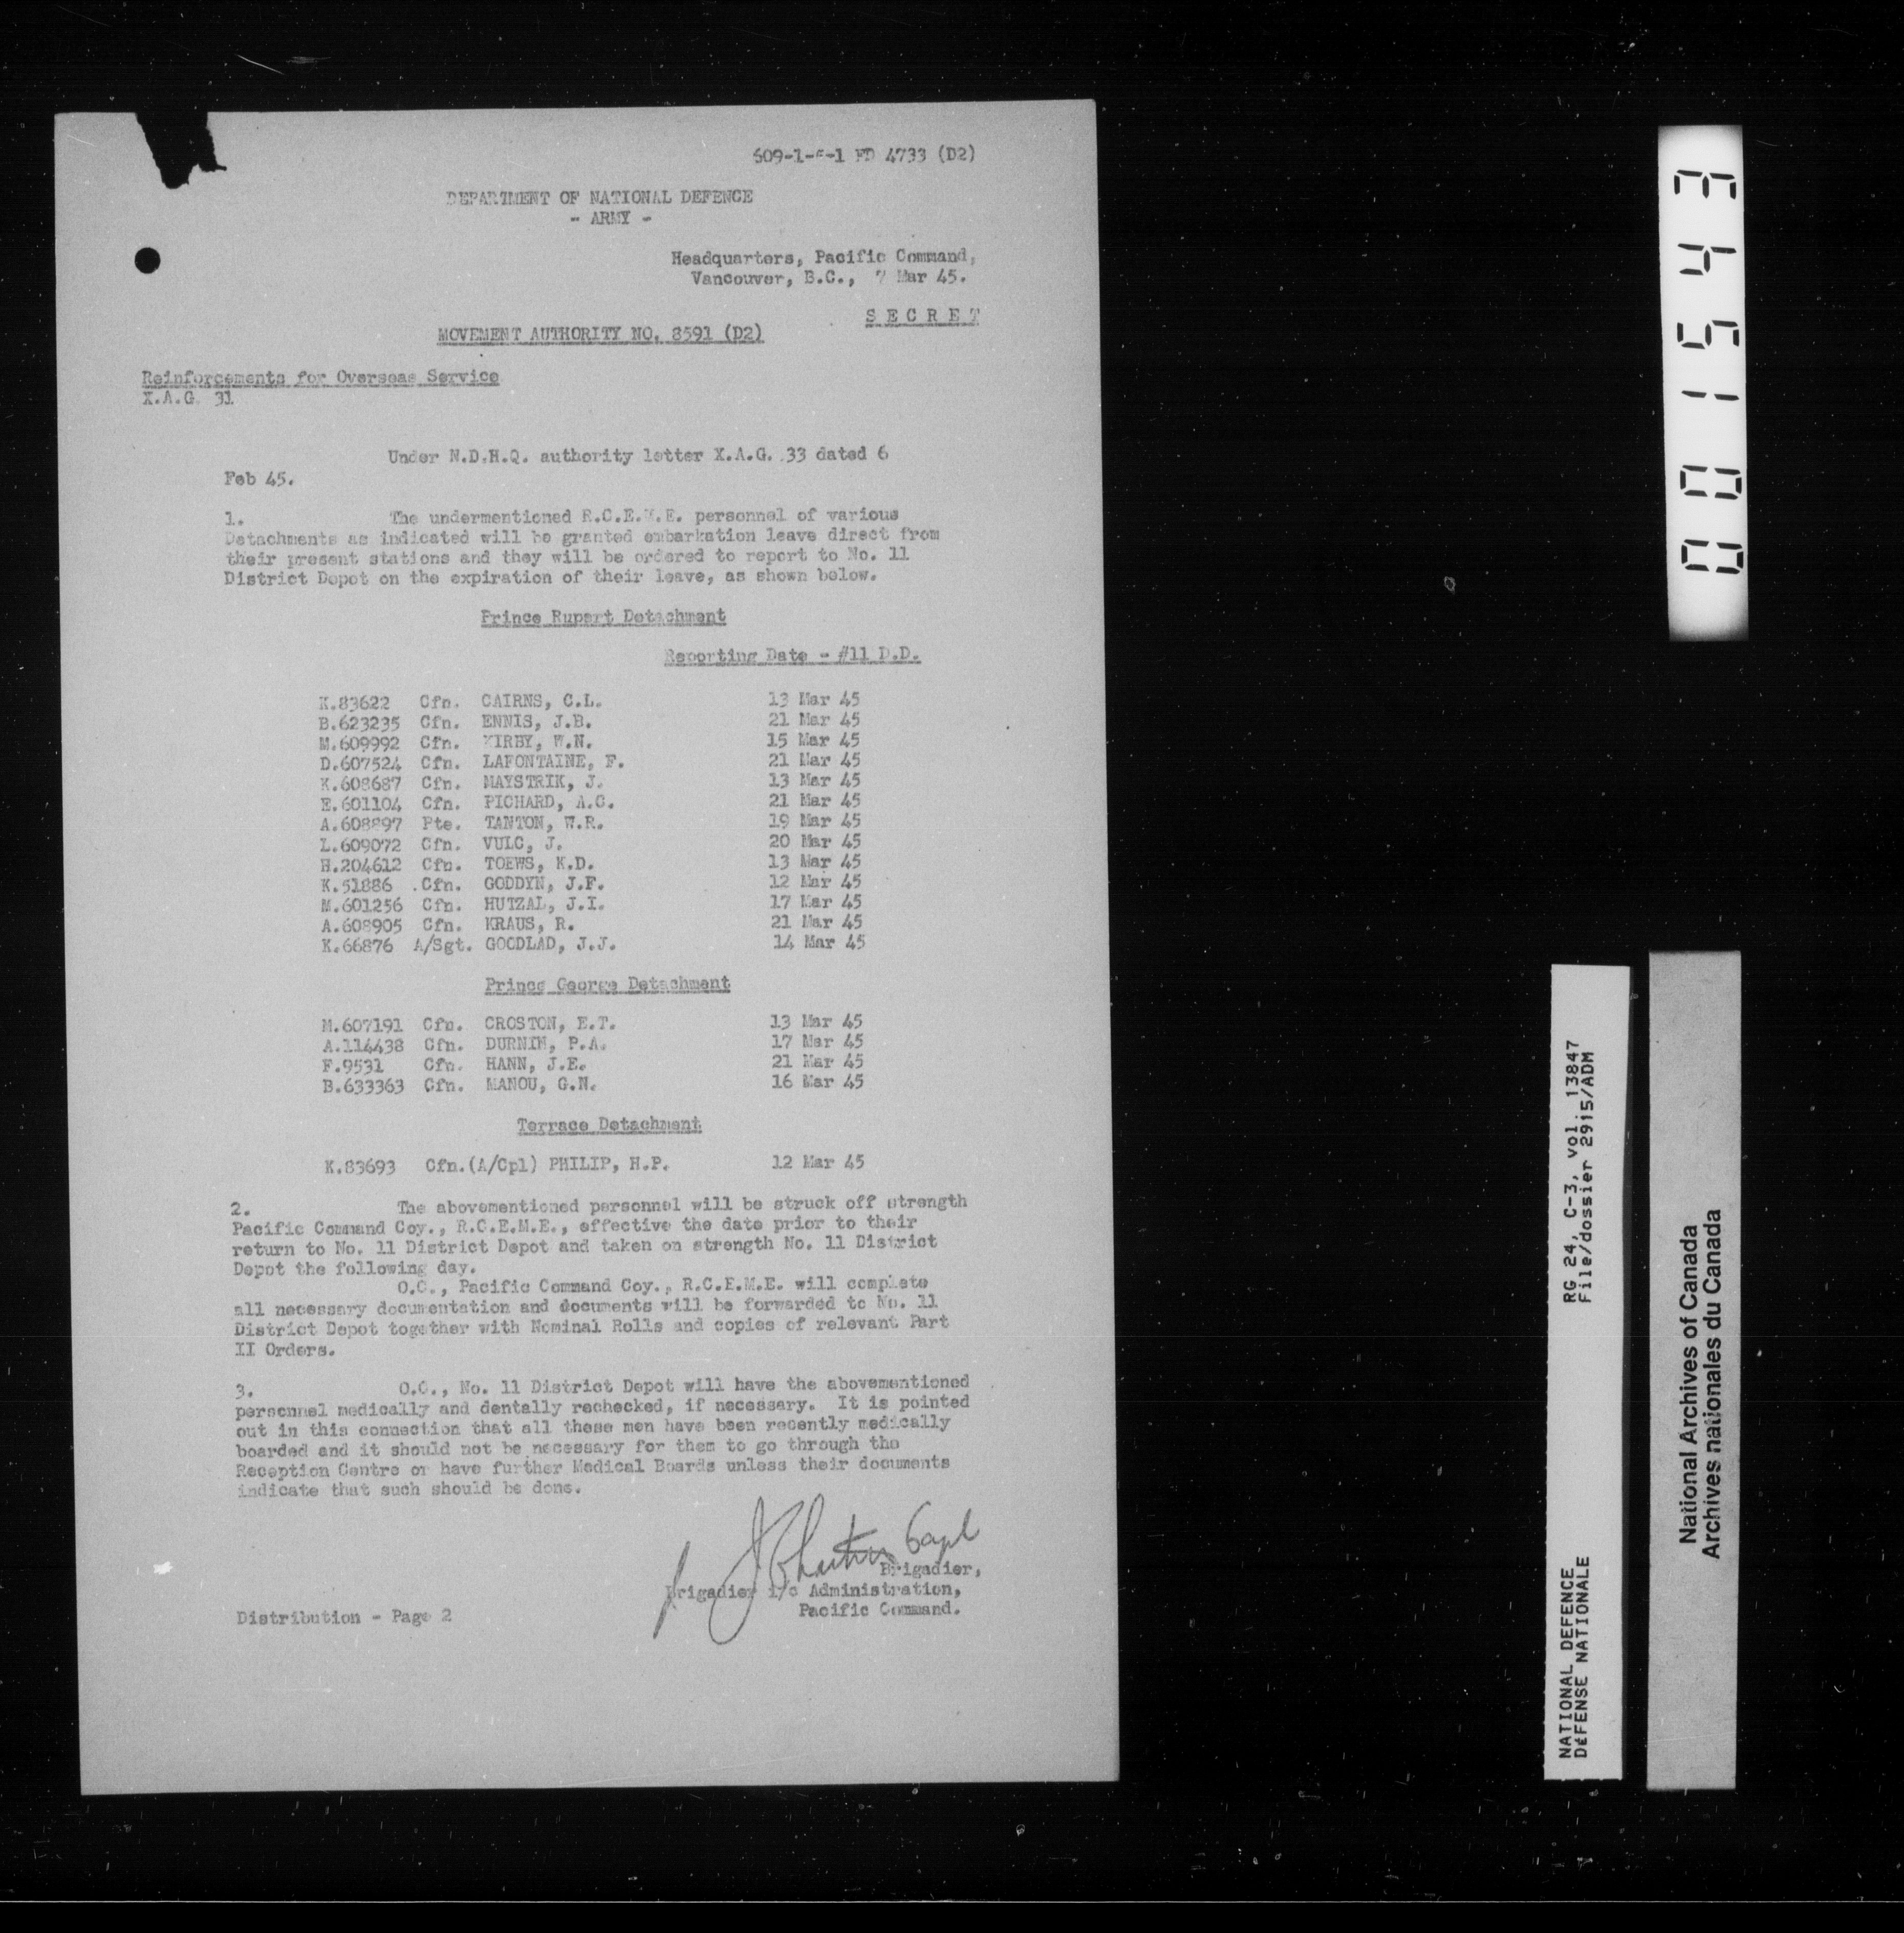 609-1-6-1 FD 4733 (D2)
DEPARTMENT OF NATIONAL DEFENCE
- ARMY -
Headquarters, Pacific Command,
Vancouver, B.C., 7 Mar 45.
S E C R E T
MOVEMENT AUTHORITY NO. 8591 (D2)
Reinforcements for Overseas Service
X.A.G. 31
Under N.D.H.Q. authority letter X.A.G. 33 dated 6
Feb 45.
1. The undermentioned R.C.E.M.E. personnel of various
Detachments as indicated will be granted embarkation leave direct from
their present stations and they will be ordered to report to No. 11
District Depot on the expiration of their leave, as shown below.
Prince Rupert Detachment
Reporting Date - #11 D.D.
K.83622 Cfn. CAIRNS, C.L. 13 Mar 45
B.623235 Cfn. ENNIS, J.B. 21 Mar 45
M.609992 Cfn. KIRBY, W.N. 15 Mar 45
D.607524 Cfn. LAFONTAINE, F. 21 Mar 45
K.608687 Cfn. MAYSTRIK, J. 13 Mar 45
E.601104 Cfn. PICHARD, A.C. 21 Mar 45
A.608897 Pte. TANTON, W.R. 19 Mar 45
L.609072 Cfn. VULC, J. 20 Mar 45
H.204612 Cfn. TOEWS, K.D. 13 Mar 45
K.51886 Cfn. GODDYN, J.F. 12 Mar 45
M.601256 Cfn. HUTZAL, J.I. 17 Mar 45
A.608905 Cfn. KRAUS, R. 21 Mar 45
K.66876 A/Sgt. GOODLAD, J.J. 14 Mar 45
Prince George Detachment
M.607191 Cfn. CROSTON, E.T. 13 Mar 45
A.114438 Cfn. DURNIN, P.A. 17 Mar 45
F.9531 Cfn. HANN, J.E. 21 Mar 45
B.633363 Cfn. MANOU, G.N. 16 Mar 45
Terrace Detachment
K.83693 Cfn.(A/Cpl) PHILIP, H.P. 12 Mar 45
2. The abovementioned personnel will be struck off strength
Pacific Command Coy., R.C.E.M.E., effective the date prior to their
return to No. 11 District Depot and taken on strength No. 11 District
Depot the following day.
O.C., Pacific Command Coy., R.C.E.M.E. will complete
all necessary documentation and documents will be forwarded to No. 11
District Depot together with Nominal Rolls and copies of relevant Part
II Orders.
3. O.C., No. 11 District Depot will have the abovementioned
personnel medically and dentally rechecked, if necessary. It is pointed
out in this connection that all these men have been recently medically
boarded and it should not be necessary for them to go through the
Reception Centre or have further Medical Boards unless their documents
indicate that such should be done.
Capt
Brigadier,
Brigadier i/c Administration,
Pacific Command.
Distribution - Page 2
001543
RG 24, C-3, vol. 13847
File/dossier 2915/ADM
NATIONAL DEFENCE
DÉFENSE NATIONALE
National Archives of Canada
Archives nationales du Canada